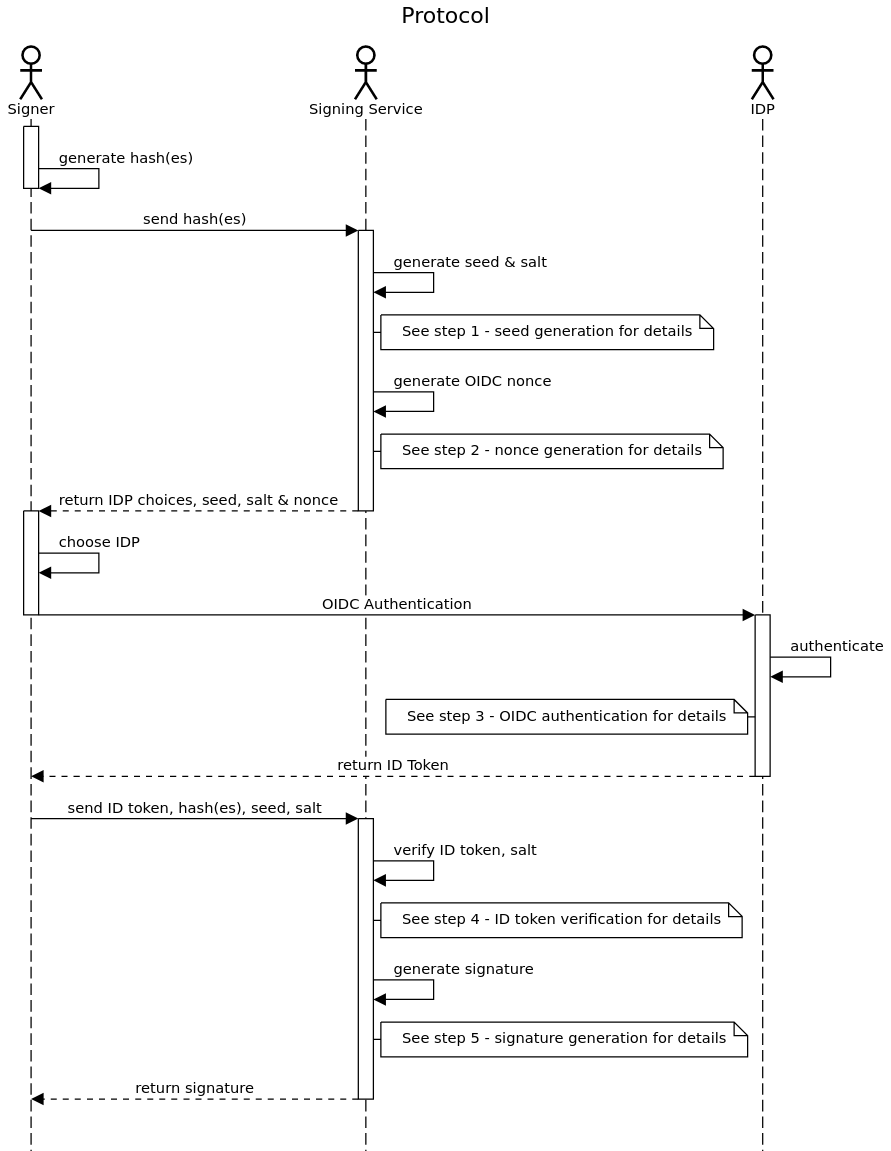 Protocol
Signer
Signing Service
IDP
generate hash(es)
send hash(es)
generate seed & salt
See step 1 - seed generation for details
generate OIDC nonce
See step 2 - nonce generation for details
return IDP choices, seed, salt & nonce
choose IDP
OIDC Authentication
authenticate
See step 3 - OIDC authentication for details
return ID Token
send ID token, hash(es), seed, salt
verify ID token, salt
See step 4 - ID token verification for details
generate signature
See step 5 - signature generation for details
return signature